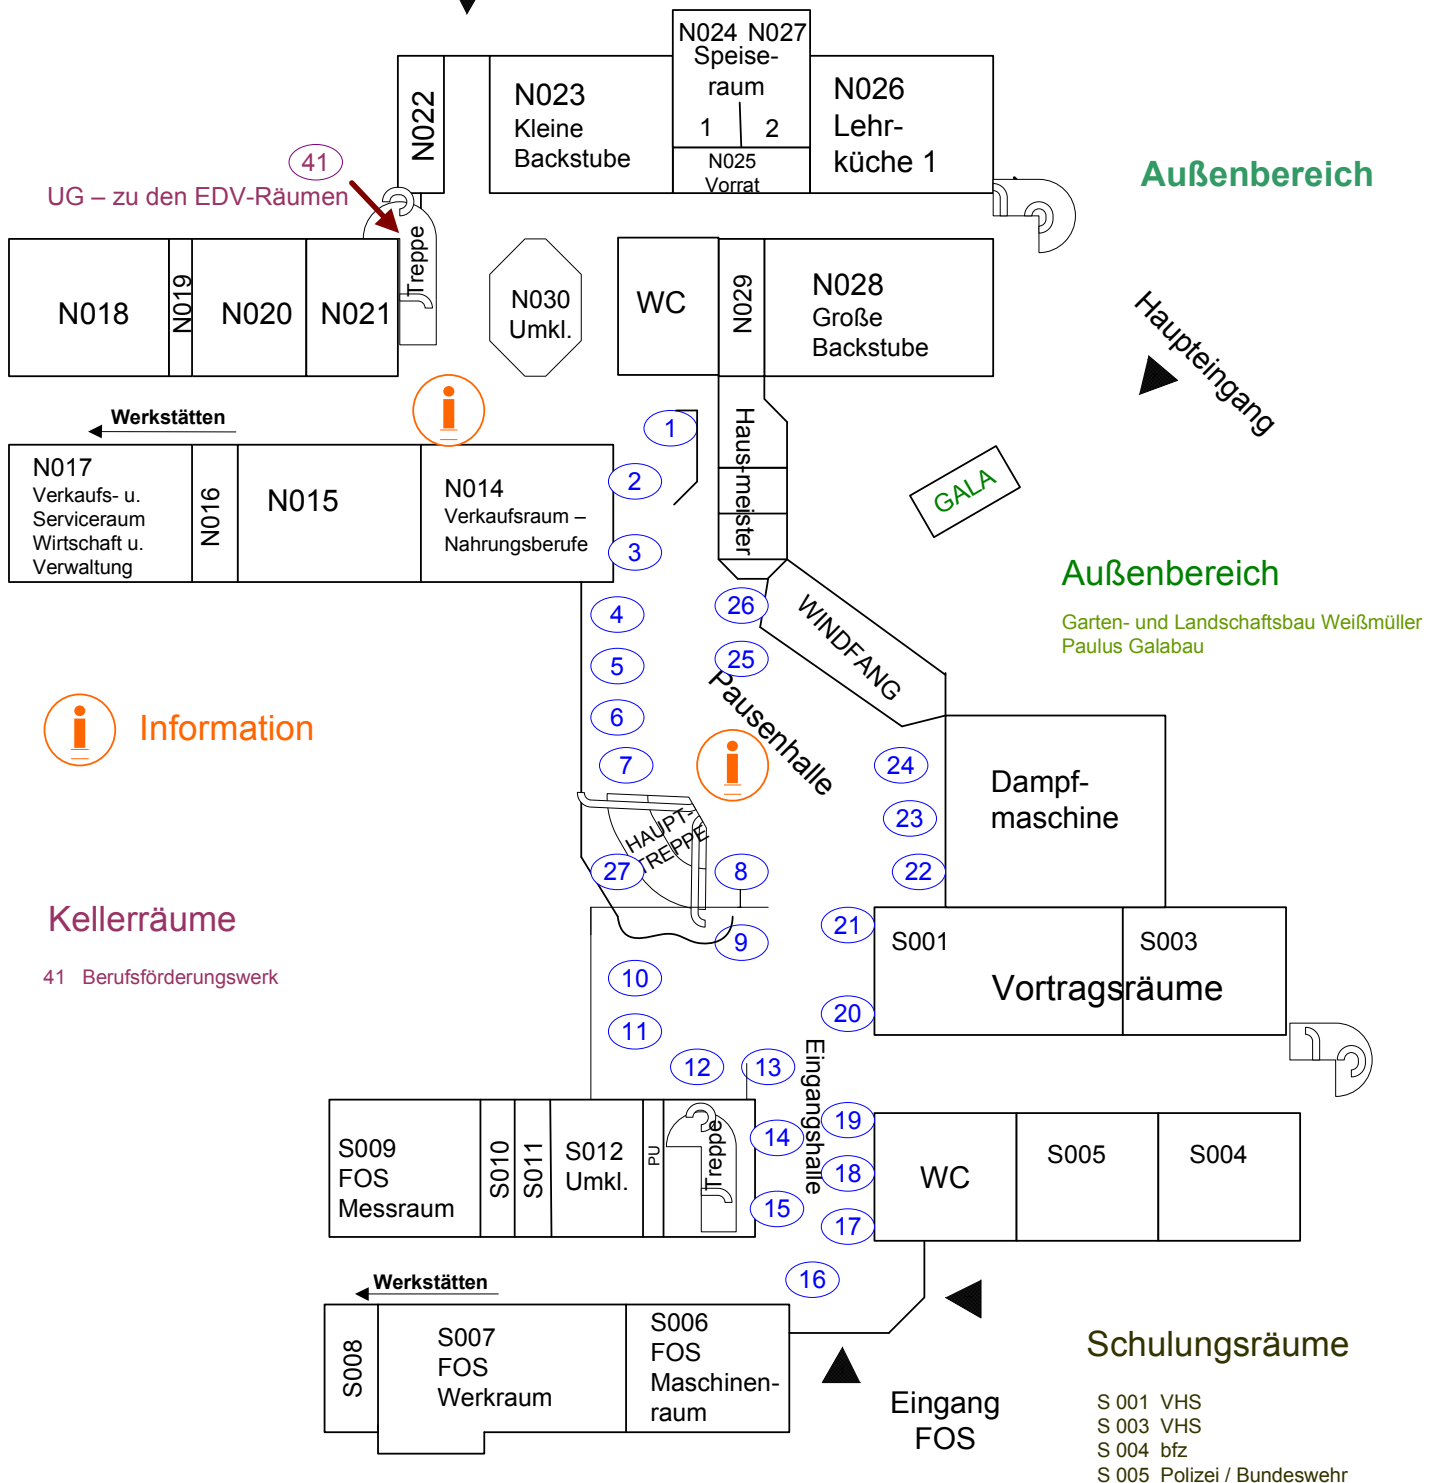 N024 N027
Speise-
raum
1 2
N025
Vorrat
N022
N023
Kleine
Backstube
N026
Lehr-
küche 1
41
UG – zu den EDV-Räumen
Treppe
Außenbereich
N018
N019
N020
N021
N030
Umkl.
WC
N029
N028
Große
Backstube
Haupteingang
Werkstätten
i
1
Haus-meister
N017
Verkaufs- u.
Serviceraum
Wirtschaft u.
Verwaltung
N016
N015
N014
Verkaufsraum –
Nahrungsberufe
2
3
GALA
Außenbereich
Garten- und Landschaftsbau Weißmüller
Paulus Galabau
4
26
WINDFANG
5
25
Pausenhalle
6
i Information
7
i
24
Dampf-
maschine
23
HAUPT-
TREPPE
27
8
22
Kellerräume
41 Berufsförderungswerk
9
21
S001
S003
Vortragsräume
10
20
11
12
13
Eingangshalle
S009
FOS
Messraum
S010
S011
S012
Umkl.
PU
Treppe
14
19
15
18
17
WC
S005
S004
16
Werkstätten
S008
S007
FOS
Werkraum
S006
FOS
Maschinen-
raum
Eingang
FOS
Schulungsräume
S 001 VHS
S 003 VHS
S 004 bfz
S 005 Polizei / Bundeswehr